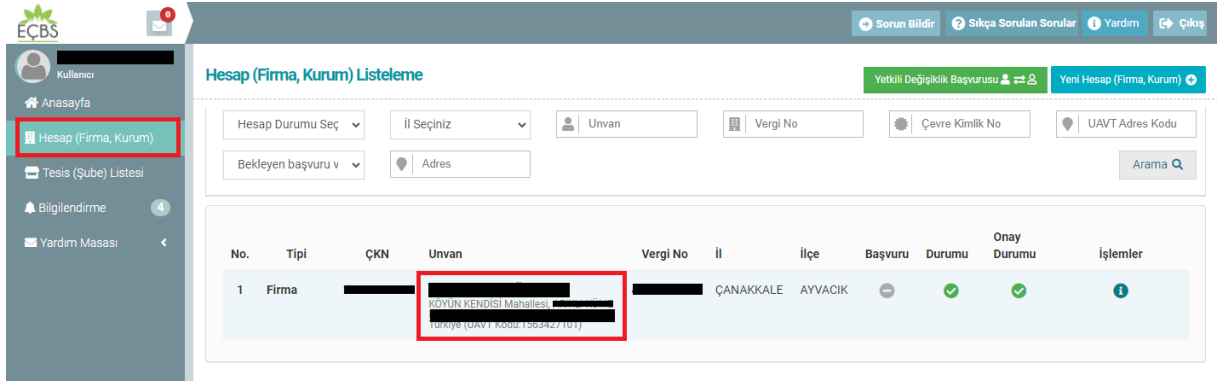 EÇBS
0
Sorun Bildir
Sıkça Sorulan Sorular
Yardım
Çıkış
Kullanıcı
Anasayfa
Hesap (Firma, Kurum)
Tesis (Şube) Listesi
Bilgilendirme 4
Yardım Masası
Hesap (Firma, Kurum) Listeleme
Yetkili Değişiklik Başvurusu
Yeni Hesap (Firma, Kurum)
Hesap Durumu Seç
İl Seçiniz
Unvan
Vergi No
Çevre Kimlik No
UAVT Adres Kodu
Bekleyen başvuru v
Adres
Arama
No. Tipi ÇKN Unvan Vergi No İl İlçe Başvuru Durumu Onay Durumu İşlemler
1 Firma
KÖYÜN KENDİSİ Mahallesi,
Türkiye (UAVT Kodu:1563427101)
ÇANAKKALE AYVACIK